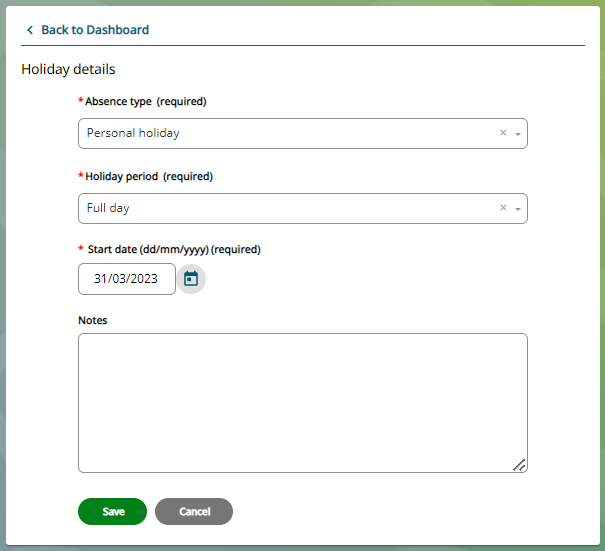 Back to Dashboard
Holiday details
*Absence type (required)
Personal holiday
*Holiday period (required)
Full day
* Start date (dd/mm/yyyy) (required)
31/03/2023
Notes
Save Cancel